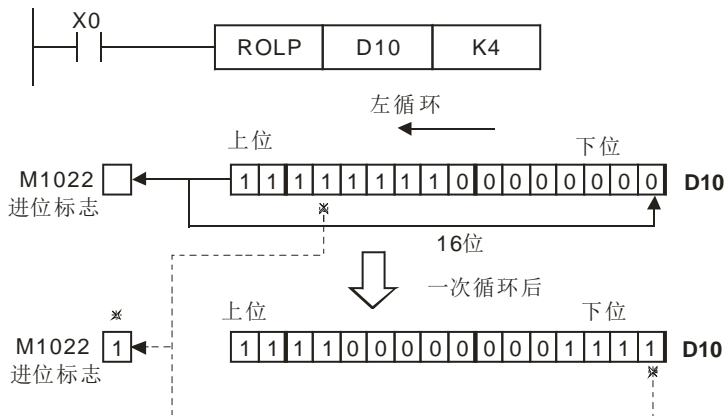 X0
ROLP D10 K4
左循环
上位 下位
M1022 1 1 1 1 1 1 1 1 0 0 0 0 0 0 0 0 D10
进位标志
※
16位
一次循环后
※ 上位 下位
M1022 1 1 1 1 1 0 0 0 0 0 0 0 0 1 1 1 1 D10
进位标志
※